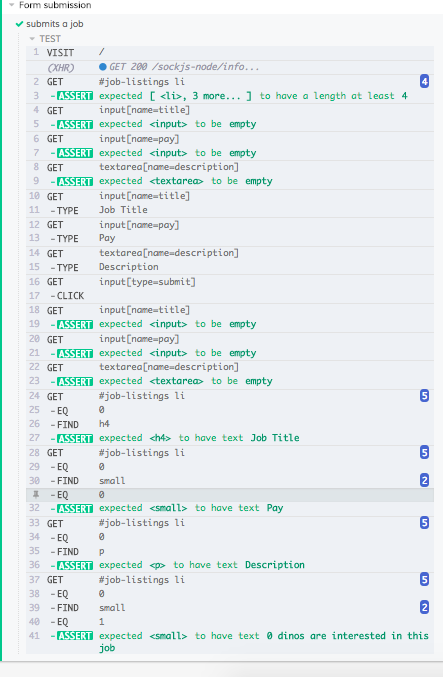 Form submission
submits a job
TEST
1 VISIT /
(XHR) GET 200 /sockjs-node/info...
2 GET #job-listings li 4
3 -ASSERT expected [ <li>, 3 more... ] to have a length at least 4
4 GET input[name=title]
5 -ASSERT expected <input> to be empty
6 GET input[name=pay]
7 -ASSERT expected <input> to be empty
8 GET textarea[name=description]
9 -ASSERT expected <textarea> to be empty
10 GET input[name=title]
11 -TYPE Job Title
12 GET input[name=pay]
13 -TYPE Pay
14 GET textarea[name=description]
15 -TYPE Description
16 GET input[type=submit]
17 -CLICK
18 GET input[name=title]
19 -ASSERT expected <input> to be empty
20 GET input[name=pay]
21 -ASSERT expected <input> to be empty
22 GET textarea[name=description]
23 -ASSERT expected <textarea> to be empty
24 GET #job-listings li 5
25 -EQ 0
26 -FIND h4
27 -ASSERT expected <h4> to have text Job Title
28 GET #job-listings li 5
29 -EQ 0
30 -FIND small 2
-EQ 0
32 -ASSERT expected <small> to have text Pay
33 GET #job-listings li 5
34 -EQ 0
35 -FIND p
36 -ASSERT expected <p> to have text Description
37 GET #job-listings li 5
38 -EQ 0
39 -FIND small 2
40 -EQ 1
41 -ASSERT expected <small> to have text 0 dinos are interested in this
job